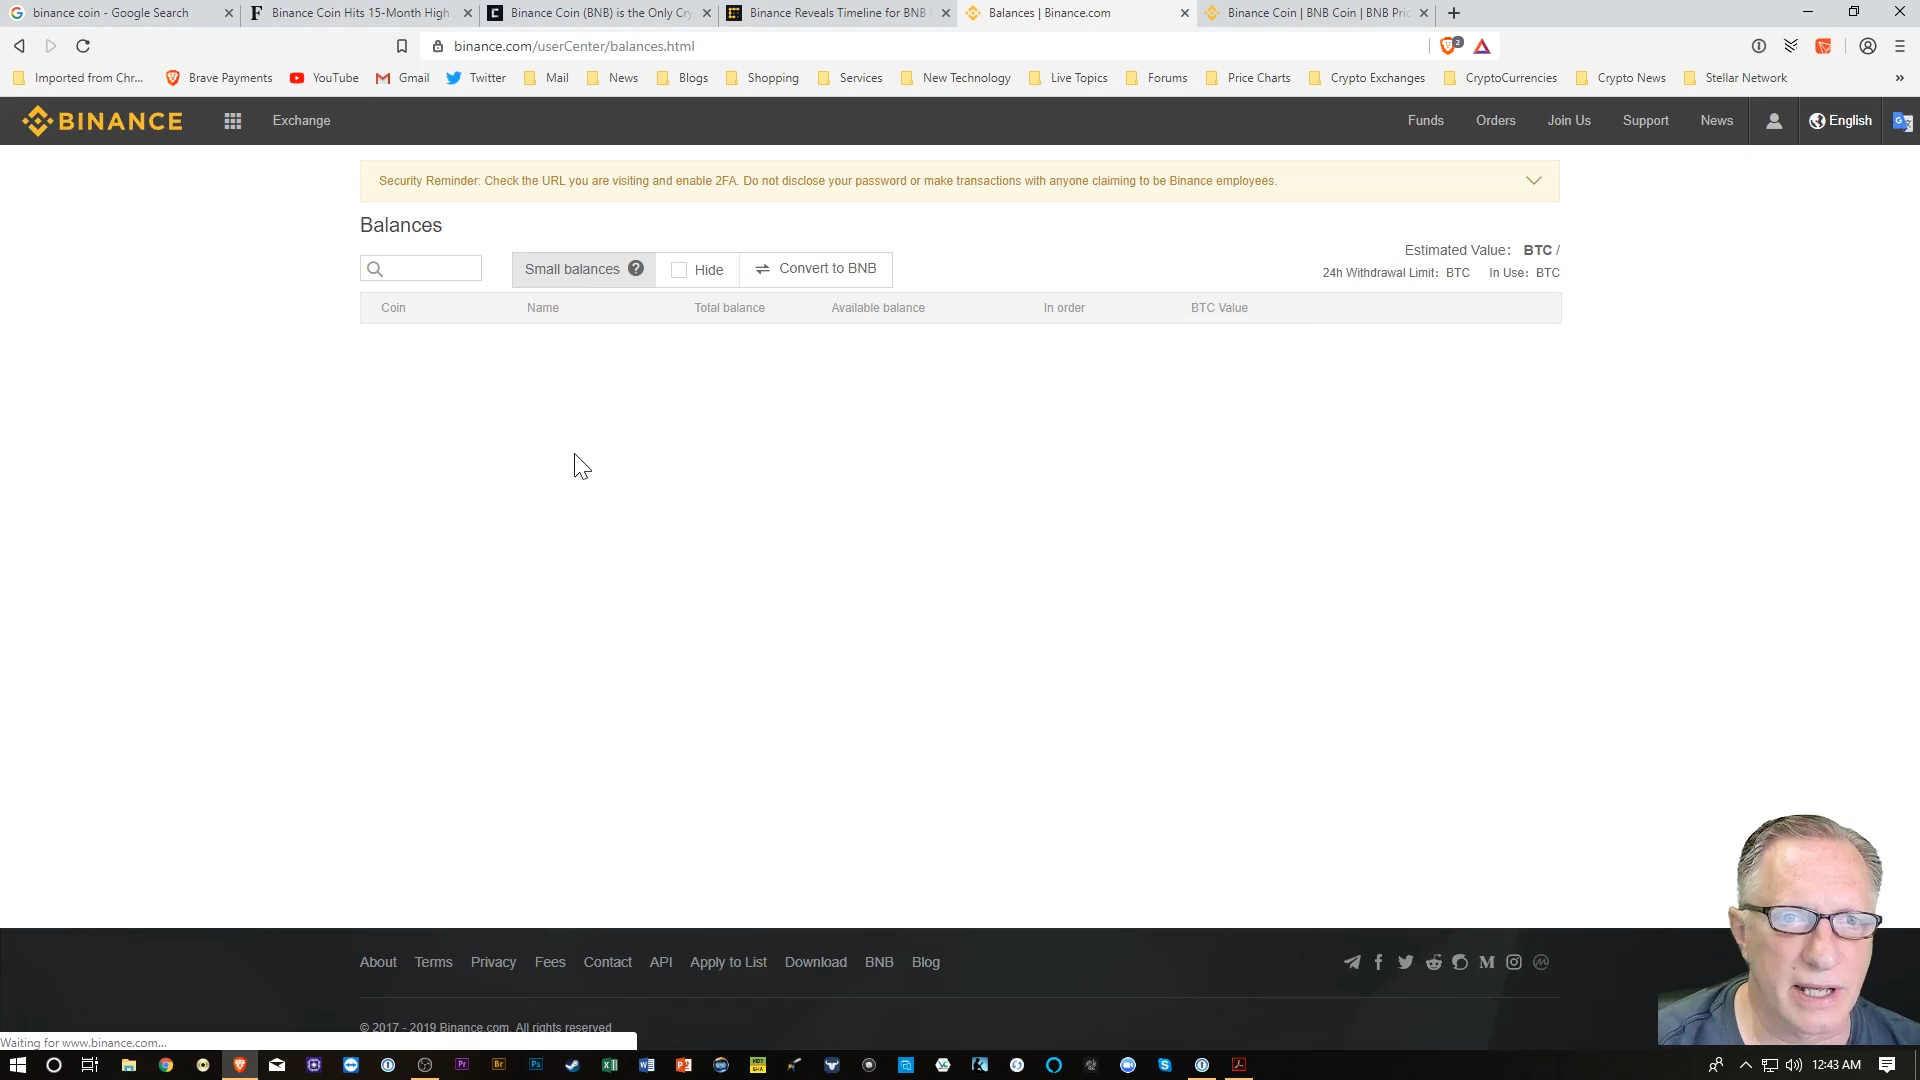 binance coin - Google Search
Binance Coin Hits 15-Month High
Binance Coin (BNB) is the Only Cry
Binance Reveals Timeline for BNB
Balances | Binance.com
Binance Coin | BNB Coin | BNB Pric
binance.com/userCenter/balances.html
2
Imported from Chr...
Brave Payments
YouTube
Gmail
Twitter
Mail
News
Blogs
Shopping
Services
New Technology
Live Topics
Forums
Price Charts
Crypto Exchanges
CryptoCurrencies
Crypto News
Stellar Network
BINANCE
Exchange
Funds
Orders
Join Us
Support
News
English
Security Reminder: Check the URL you are visiting and enable 2FA. Do not disclose your password or make transactions with anyone claiming to be Binance employees.
Balances
Estimated Value: BTC /
Small balances
Hide
Convert to BNB
24h Withdrawal Limit: BTC In Use: BTC
Coin
Name
Total balance
Available balance
In order
BTC Value
About
Terms
Privacy
Fees
Contact
API
Apply to List
Download
BNB
Blog
© 2017 - 2019 Binance.com. All rights reserved
Waiting for www.binance.com...
12:43 AM